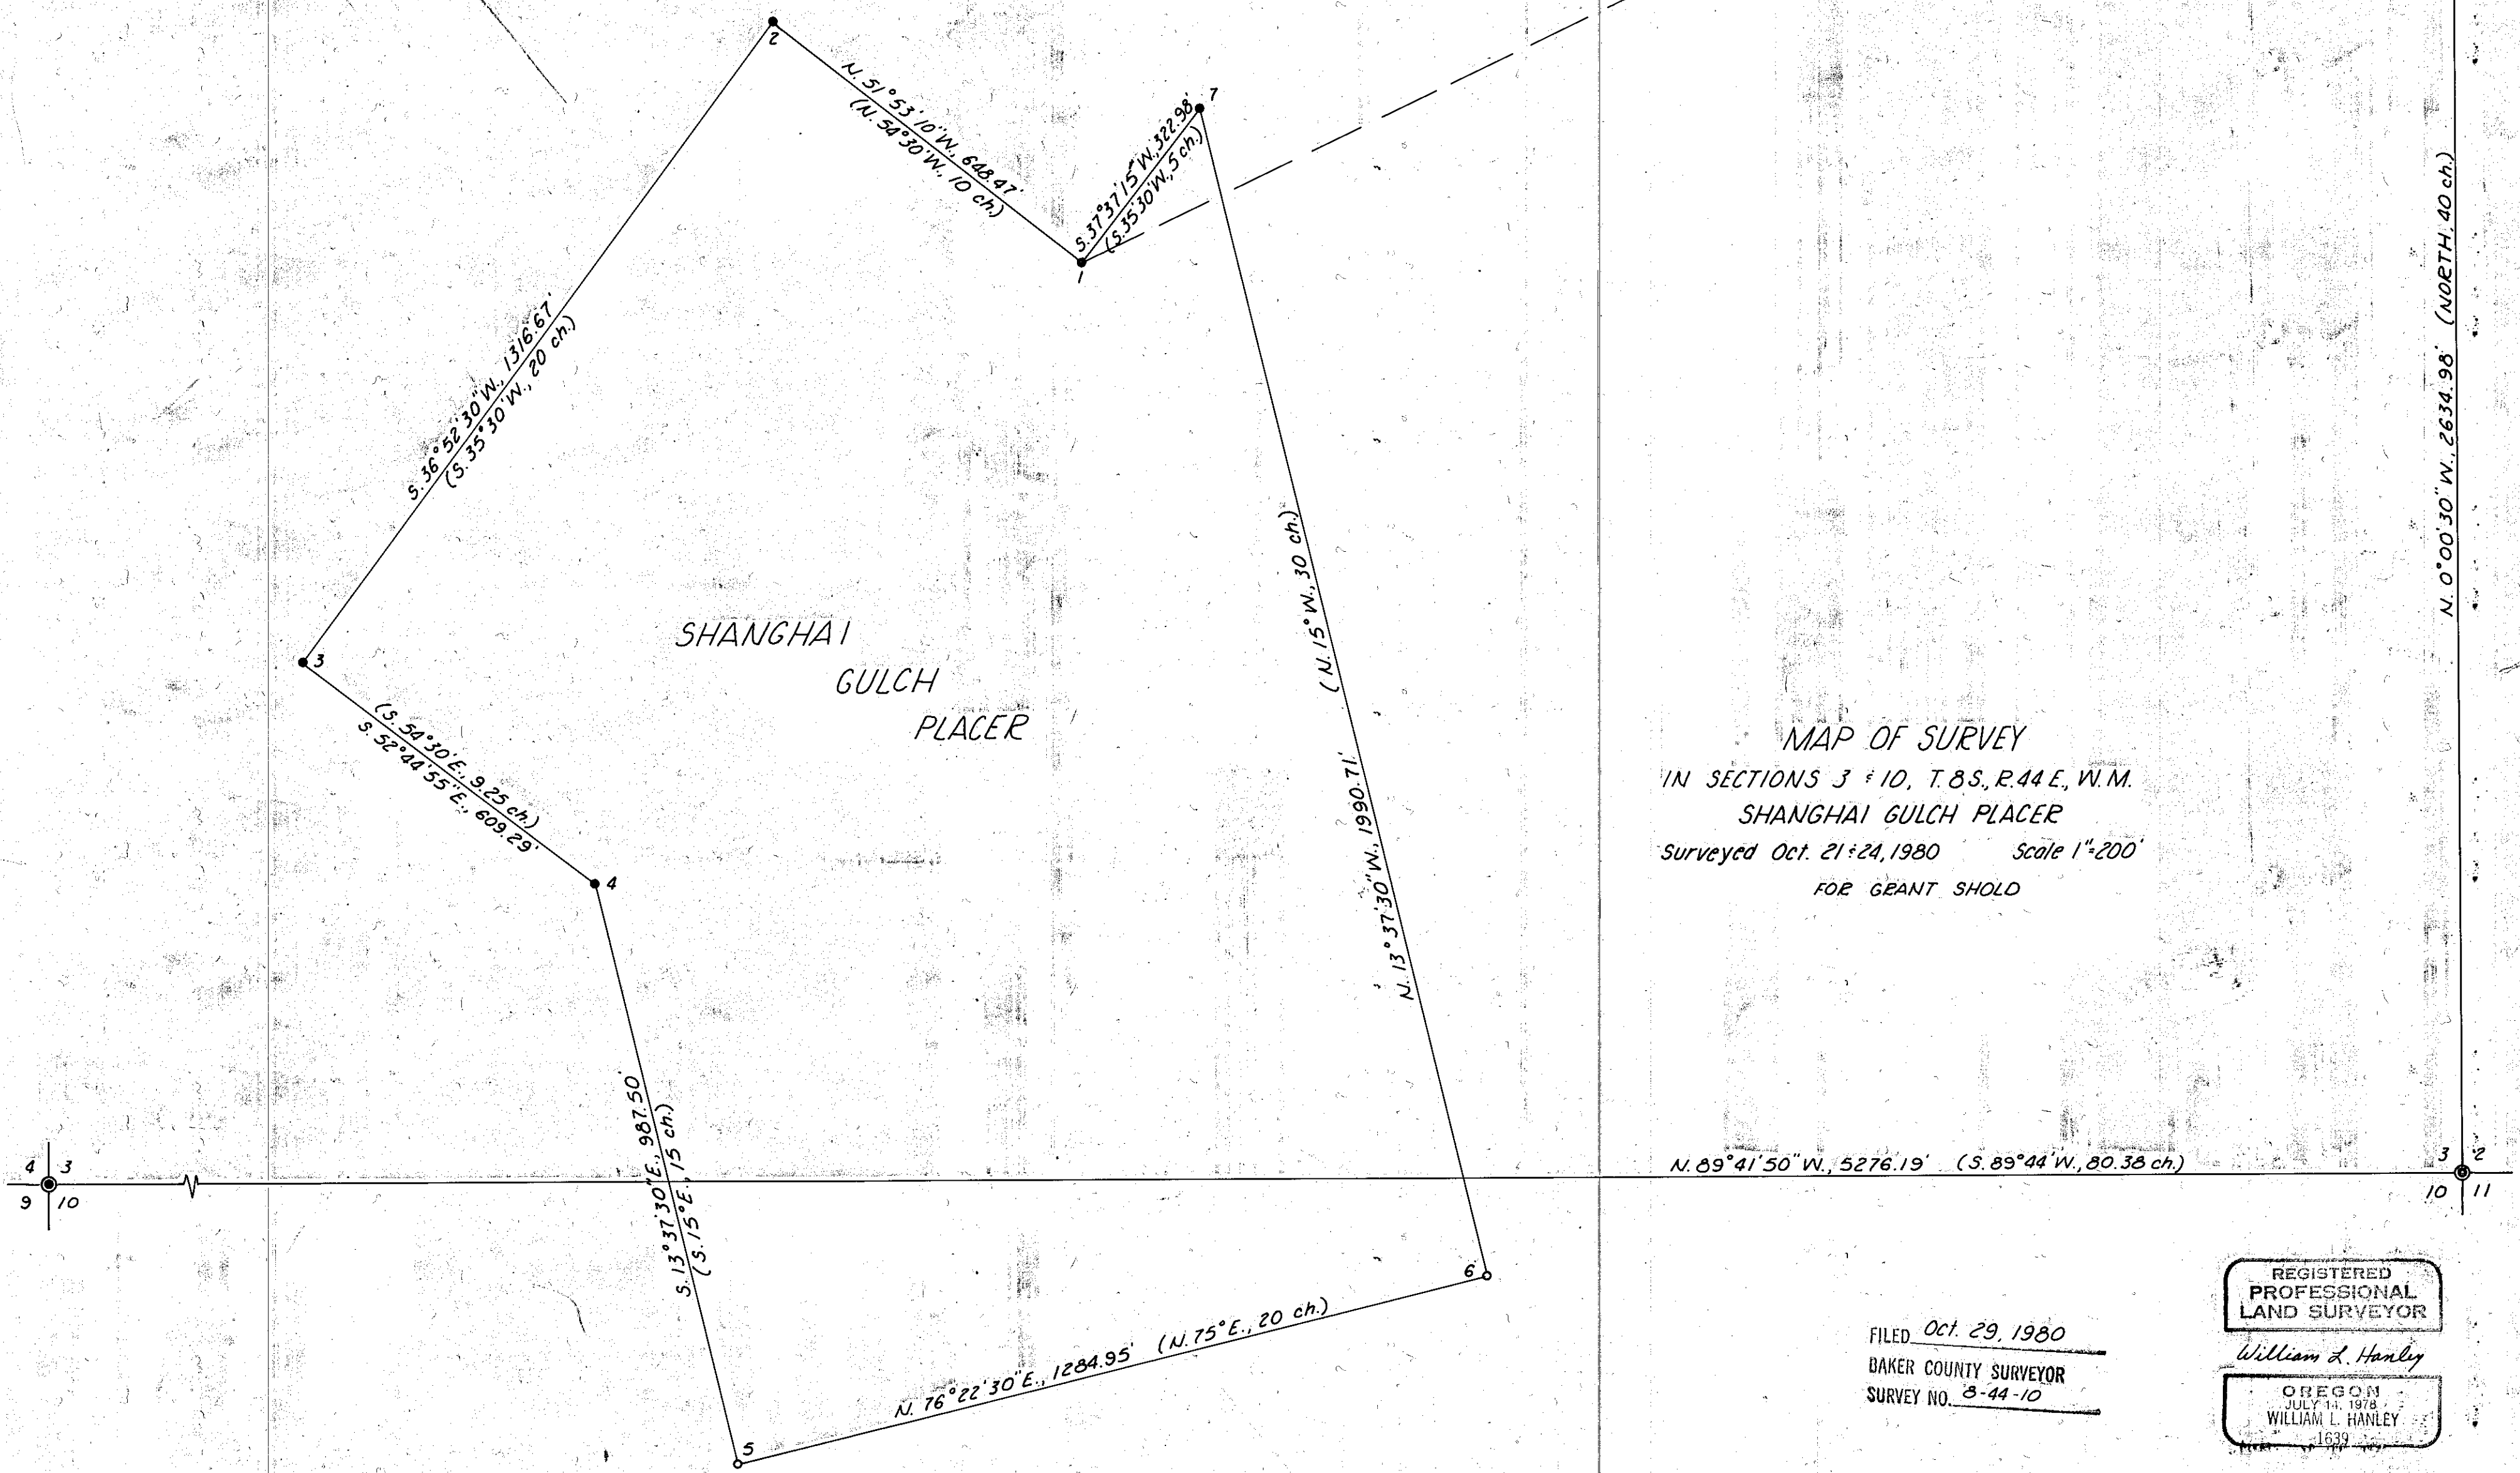 2
7
N. 51°53'10"W., 648.47'
(N. 54°30'W., 10 ch.)
S. 37°37'15"W., 322.98'
(S. 35°30'W., 5 ch.)
1
(NORTH, 40 ch.)
N. 0°00'30"W., 2634.98'
S. 36°52'30"W., 1316.67'
(S. 35°30'W., 20 ch.)
3
(S. 54°30'E., 9.25 ch.)
S. 52°44'55"E., 609.29'
4
SHANGHAI
GULCH
PLACER
(N. 15°W., 30 ch.)
N. 13°37'30"W., 1990.71'
MAP OF SURVEY
IN SECTIONS 3 & 10, T. 8 S., R. 44 E., W. M.
SHANGHAI GULCH PLACER
Surveyed Oct. 21 & 24, 1980 Scale 1"=200'
FOR GRANT SHOLD
S. 13°37'30"E., 987.50'
(S. 15°E., 15 ch.)
4 3
9 10
N. 89°41'50"W., 5276.19' (S. 89°44'W., 80.38 ch.)
3 2
10 11
6
5
N. 76°22'30"E., 1284.95' (N. 75°E., 20 ch.)
FILED Oct. 29, 1980
BAKER COUNTY SURVEYOR
SURVEY NO. 8-44-10
REGISTERED
PROFESSIONAL
LAND SURVEYOR
William L. Hanley
OREGON
JULY 14, 1978
WILLIAM L. HANLEY
1639